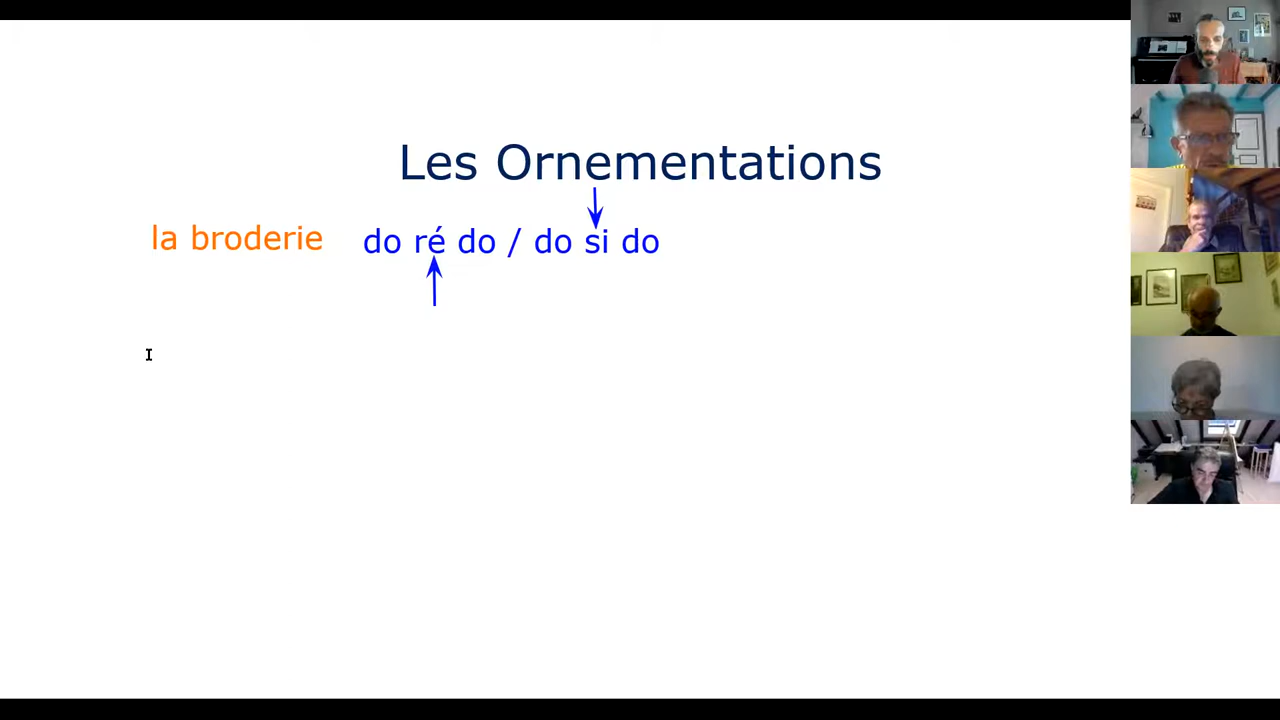 Les Ornementations
la broderie do ré do / do si do